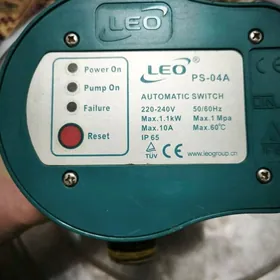 LEO
Power On
LEO®
PS-04A
Pump On
AUTOMATIC SWITCH
Failure
220-240V 50/60Hz
Max.1.1kW Max.1 Mpa
Max.10A Max.60℃
Reset
IP 65
TÜV CE
www.leogroup.cn